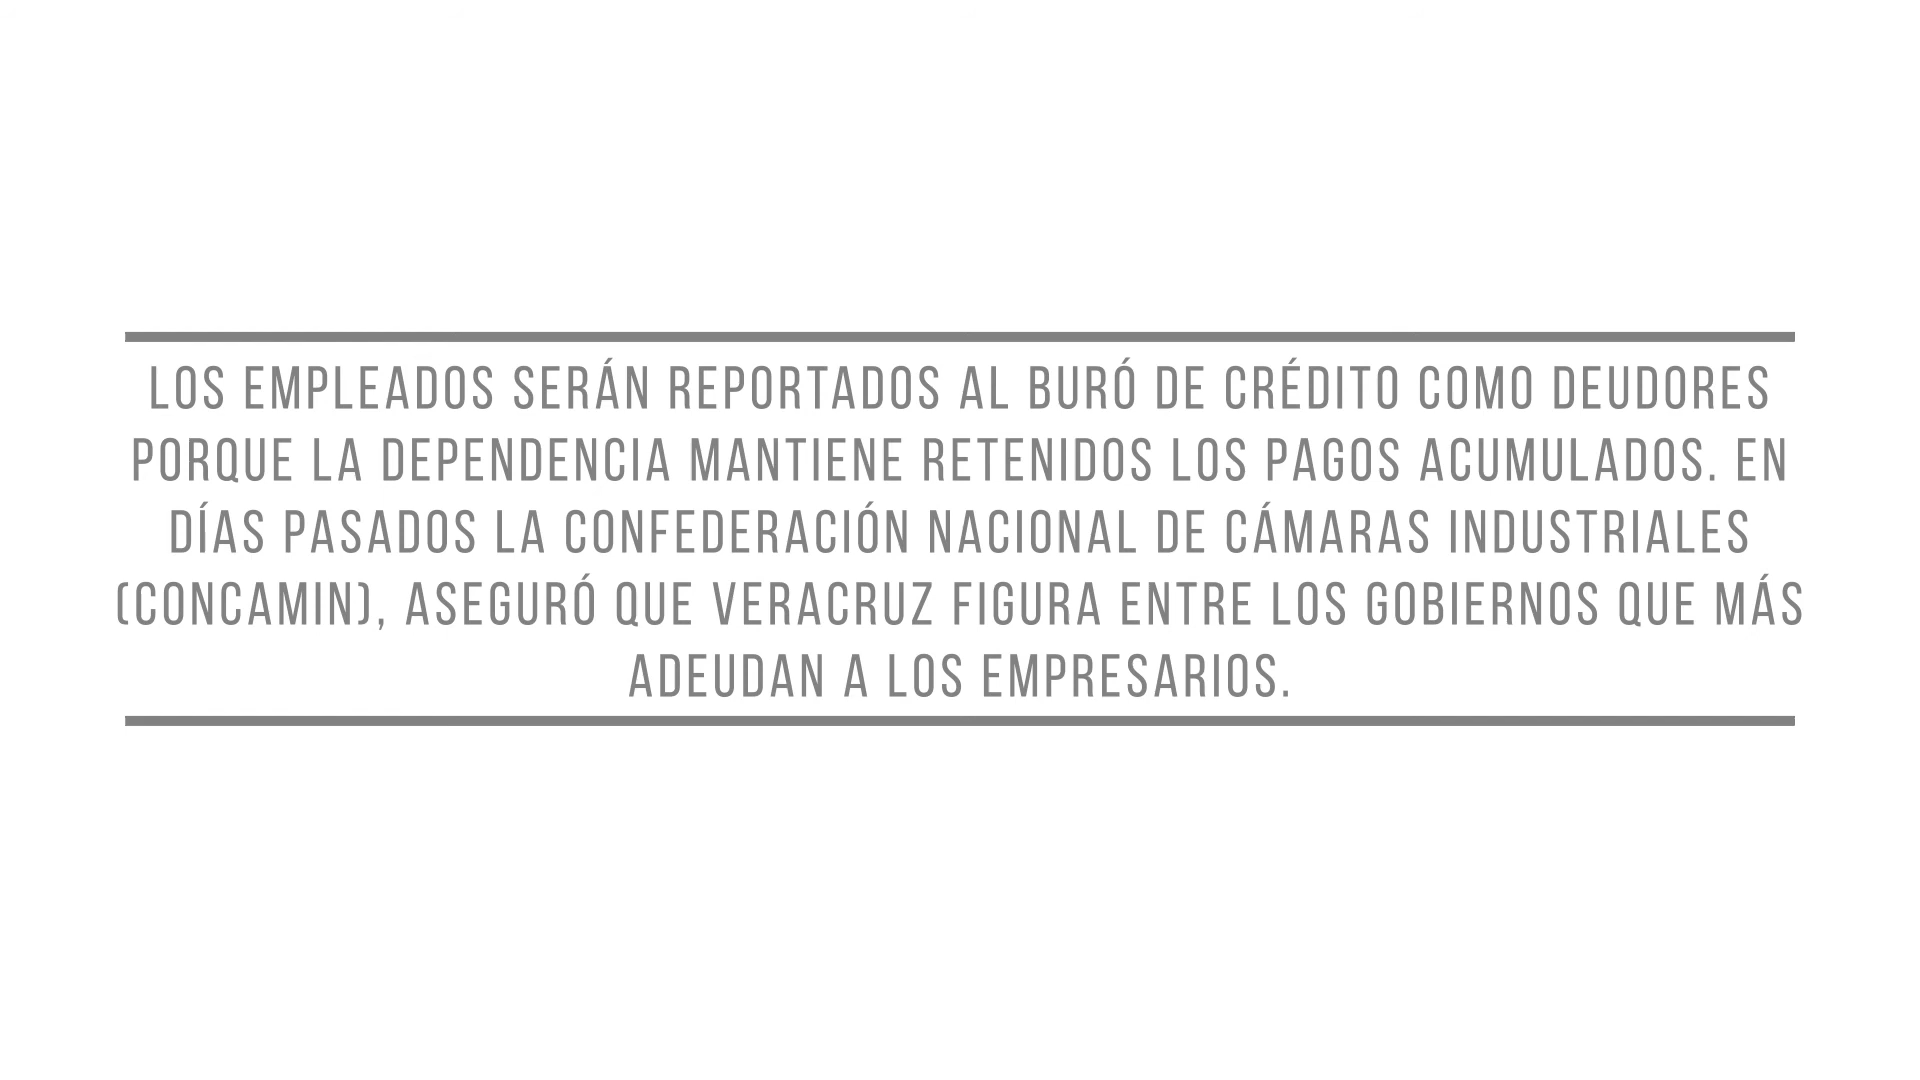 LOS EMPLEADOS SERÁN REPORTADOS AL BURÓ DE CRÉDITO COMO DEUDORES
PORQUE LA DEPENDENCIA MANTIENE RETENIDOS LOS PAGOS ACUMULADOS. EN
DÍAS PASADOS LA CONFEDERACIÓN NACIONAL DE CÁMARAS INDUSTRIALES
(CONCAMIN), ASEGURÓ QUE VERACRUZ FIGURA ENTRE LOS GOBIERNOS QUE MÁS
ADEUDAN A LOS EMPRESARIOS.